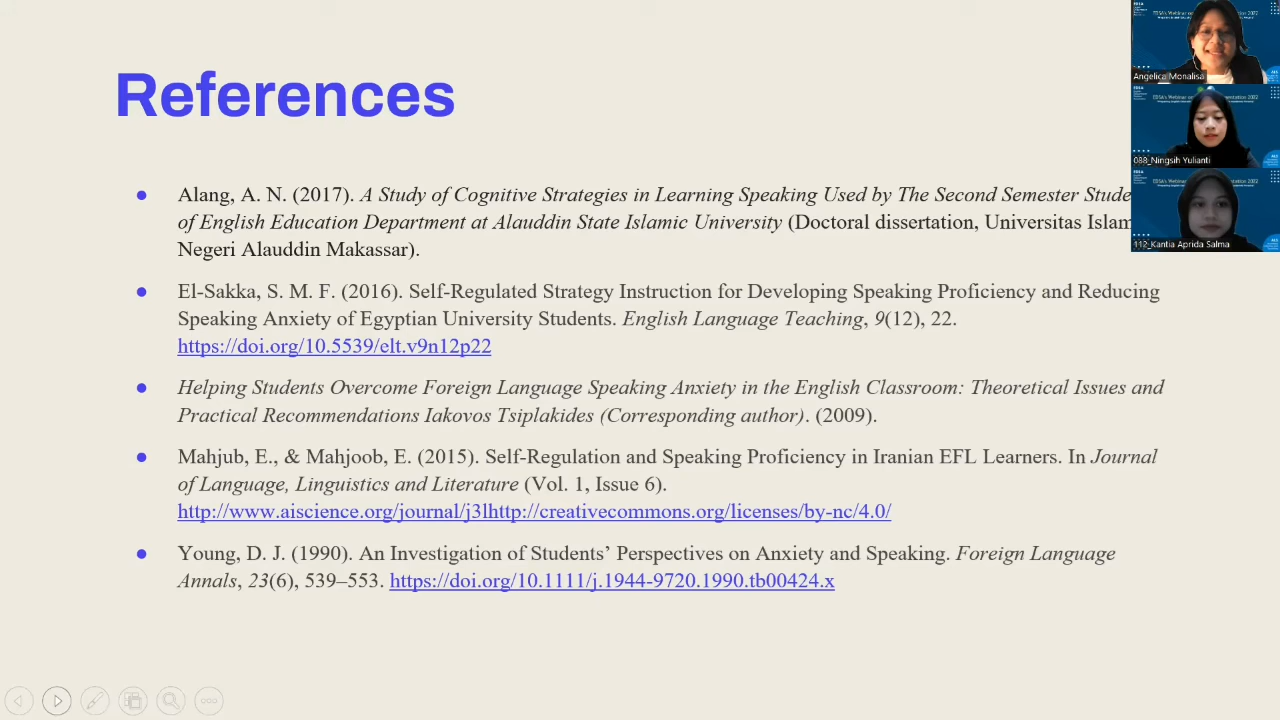 References
Alang, A. N. (2017). A Study of Cognitive Strategies in Learning Speaking Used by The Second Semester
of English Education Department at Alauddin State Islamic University (Doctoral dissertation, Universitas Islam
Negeri Alauddin Makassar).
El-Sakka, S. M. F. (2016). Self-Regulated Strategy Instruction for Developing Speaking Proficiency and Reducing
Speaking Anxiety of Egyptian University Students. English Language Teaching, 9(12), 22.
https://doi.org/10.5539/elt.v9n12p22
Helping Students Overcome Foreign Language Speaking Anxiety in the English Classroom: Theoretical Issues and
Practical Recommendations Iakovos Tsiplakides (Corresponding author). (2009).
Mahjub, E., & Mahjoob, E. (2015). Self-Regulation and Speaking Proficiency in Iranian EFL Learners. In Journal
of Language, Linguistics and Literature (Vol. 1, Issue 6).
http://www.aiscience.org/journal/j3lhttp://creativecommons.org/licenses/by-nc/4.0/
Young, D. J. (1990). An Investigation of Students’ Perspectives on Anxiety and Speaking. Foreign Language
Annals, 23(6), 539–553. https://doi.org/10.1111/j.1944-9720.1990.tb00424.x
Angelica Monalisa
088_Ningsih Yulianti
112_Kantia Aprida Salma